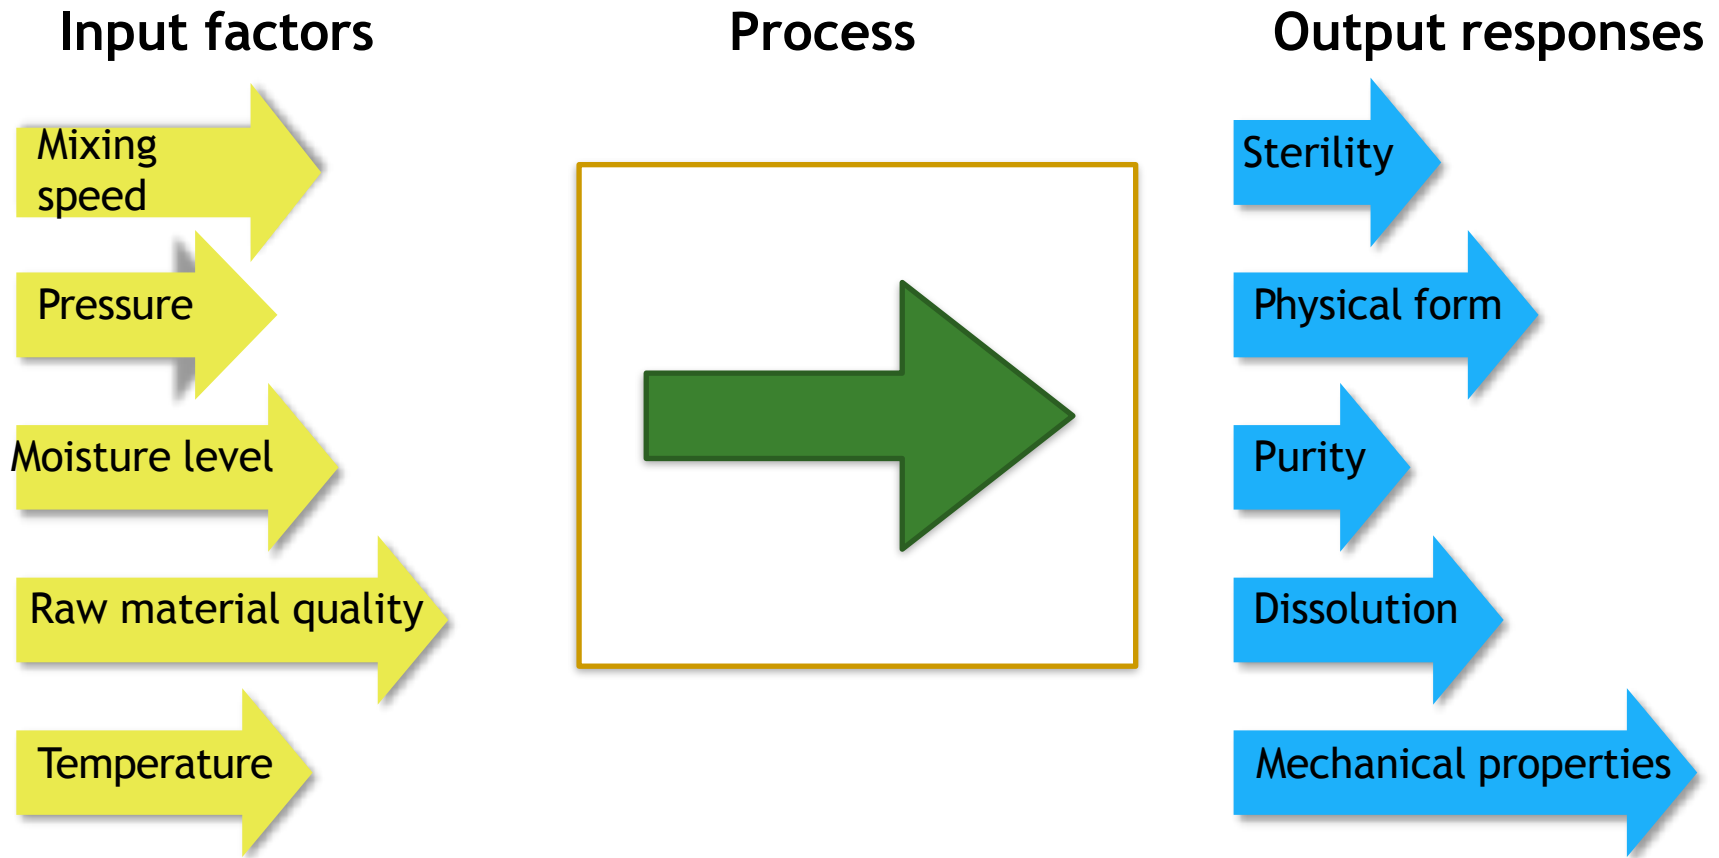 Input factors
Process
Output responses
Mixing
speed
Pressure
Moisture level
Raw material quality
Temperature
Sterility
Physical form
Purity
Dissolution
Mechanical properties